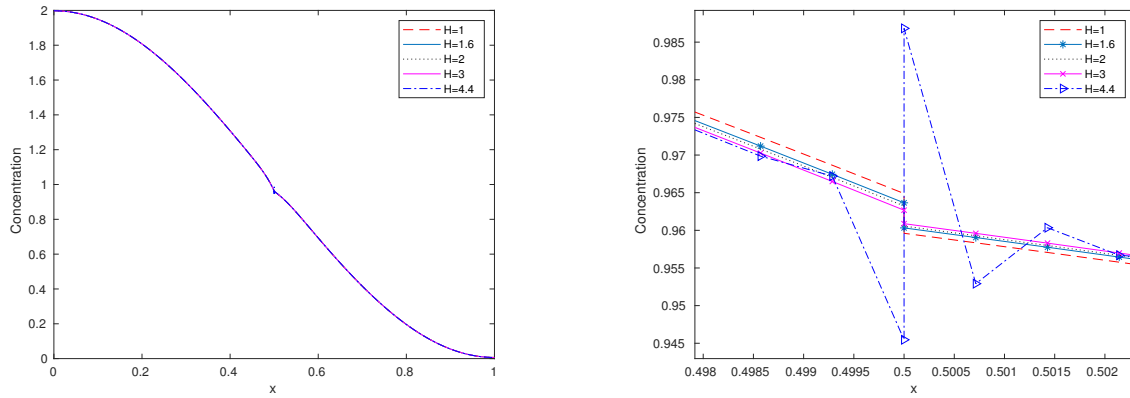 2
1.8
1.6
1.4
1.2
1
0.8
0.6
0.4
0.2
0
Concentration
0 0.2 0.4 0.6 0.8 1
x
H=1
H=1.6
H=2
H=3
H=4.4
0.985
0.98
0.975
0.97
0.965
0.96
0.955
0.95
0.945
Concentration
0.498 0.4985 0.499 0.4995 0.5 0.5005 0.501 0.5015 0.502
x
H=1
H=1.6
H=2
H=3
H=4.4